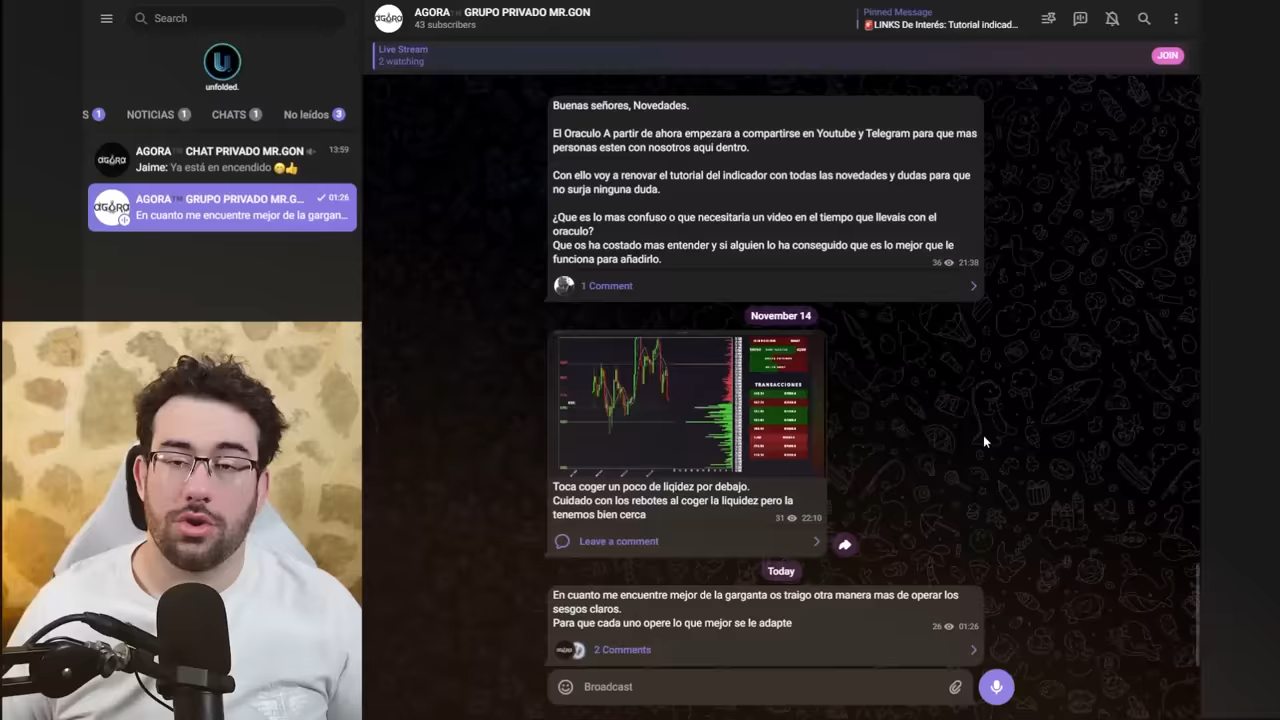 Search
unfolded.
S 1 NOTICIAS 1 CHATS 1 No leídos 3
AGORA™ CHAT PRIVADO MR.GON 13:59
Jaime: Ya está en encendido
AGORA™ GRUPO PRIVADO MR.G... 01:26
En cuanto me encuentre mejor de la gargan...
AGORA™ GRUPO PRIVADO MR.GON
43 subscribers
Pinned Message
LINKS De Interés: Tutorial indicad...
Live Stream
2 watching
JOIN
Buenas señores, Novedades.
El Oraculo A partir de ahora empezara a compartirse en Youtube y Telegram para que mas
personas esten con nosotros aqui dentro.
Con ello voy a renovar el tutorial del indicador con todas las novedades y dudas para que
no surja ninguna duda.
¿Que es lo mas confuso o que necesitaria un video en el tiempo que llevais con el
oraculo?
Que os ha costado mas entender y si alguien lo ha conseguido que es lo mejor que le
funciona para añadirlo.
36 21:38
1 Comment
November 14
TRANSACCIONES
Toca coger un poco de liqidez por debajo.
Cuidado con los rebotes al coger la liquidez pero la
tenemos bien cerca
31 22:10
Leave a comment
Today
En cuanto me encuentre mejor de la garganta os traigo otra manera mas de operar los
sesgos claros.
Para que cada uno opere lo que mejor se le adapte
26 01:26
2 Comments
Broadcast